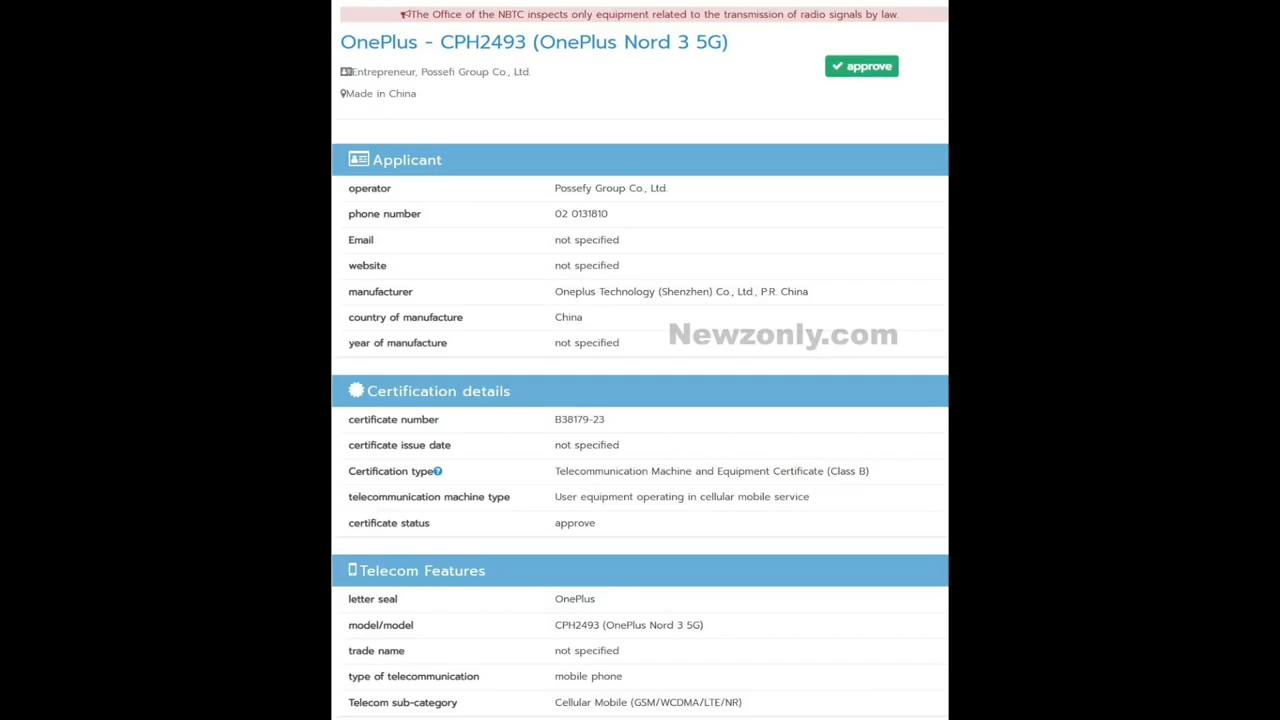 The Office of the NBTC inspects only equipment related to the transmission of radio signals by law.
OnePlus - CPH2493 (OnePlus Nord 3 5G)
approve
Entrepreneur, Possefi Group Co., Ltd.
Made in China
Applicant
operator Possefy Group Co., Ltd.
phone number 02 0131810
Email not specified
website not specified
manufacturer Oneplus Technology (Shenzhen) Co., Ltd., P.R. China
country of manufacture China
Newzonly.com
year of manufacture not specified
Certification details
certificate number B38179-23
certificate issue date not specified
Certification type Telecommunication Machine and Equipment Certificate (Class B)
telecommunication machine type User equipment operating in cellular mobile service
certificate status approve
Telecom Features
letter seal OnePlus
model/model CPH2493 (OnePlus Nord 3 5G)
trade name not specified
type of telecommunication mobile phone
Telecom sub-category Cellular Mobile (GSM/WCDMA/LTE/NR)